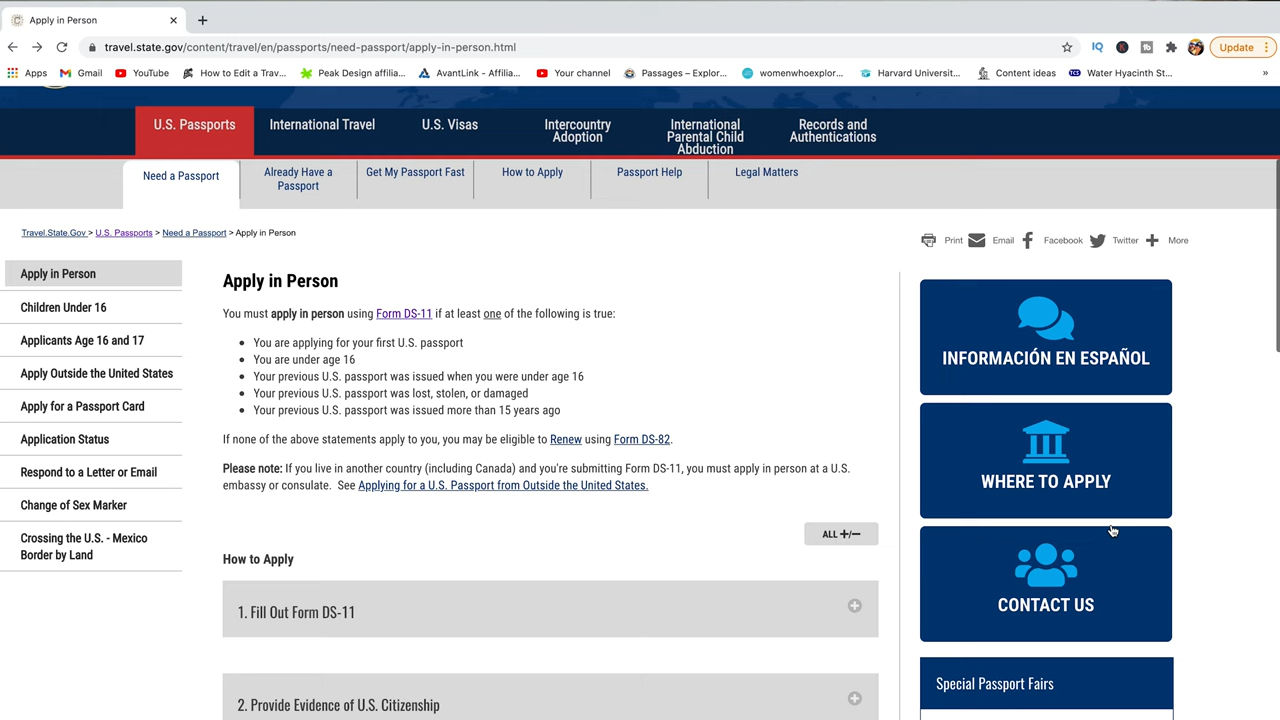 Apply in Person
travel.state.gov/content/travel/en/passports/need-passport/apply-in-person.html
IQ
K
Update
Apps
Gmail
YouTube
How to Edit a Trav...
Peak Design affilia...
AvantLink - Affilia...
Your channel
Passages – Explor...
womenwhoexplor...
Harvard Universit...
Content ideas
Water Hyacinth St...
»
U.S. Passports
International Travel
U.S. Visas
Intercountry
Adoption
International
Parental Child
Abduction
Records and
Authentications
Need a Passport
Already Have a
Passport
Get My Passport Fast
How to Apply
Passport Help
Legal Matters
Travel.State.Gov > U.S. Passports > Need a Passport > Apply in Person
Print
Email
Facebook
Twitter
More
Apply in Person
Children Under 16
Applicants Age 16 and 17
Apply Outside the United States
Apply for a Passport Card
Application Status
Respond to a Letter or Email
Change of Sex Marker
Crossing the U.S. - Mexico
Border by Land
Apply in Person
You must apply in person using Form DS-11 if at least one of the following is true:
• You are applying for your first U.S. passport
• You are under age 16
• Your previous U.S. passport was issued when you were under age 16
• Your previous U.S. passport was lost, stolen, or damaged
• Your previous U.S. passport was issued more than 15 years ago
If none of the above statements apply to you, you may be eligible to Renew using Form DS-82.
Please note: If you live in another country (including Canada) and you're submitting Form DS-11, you must apply in person at a U.S.
embassy or consulate. See Applying for a U.S. Passport from Outside the United States.
ALL +/−
How to Apply
1. Fill Out Form DS-11
2. Provide Evidence of U.S. Citizenship
INFORMACIÓN EN ESPAÑOL
WHERE TO APPLY
CONTACT US
Special Passport Fairs